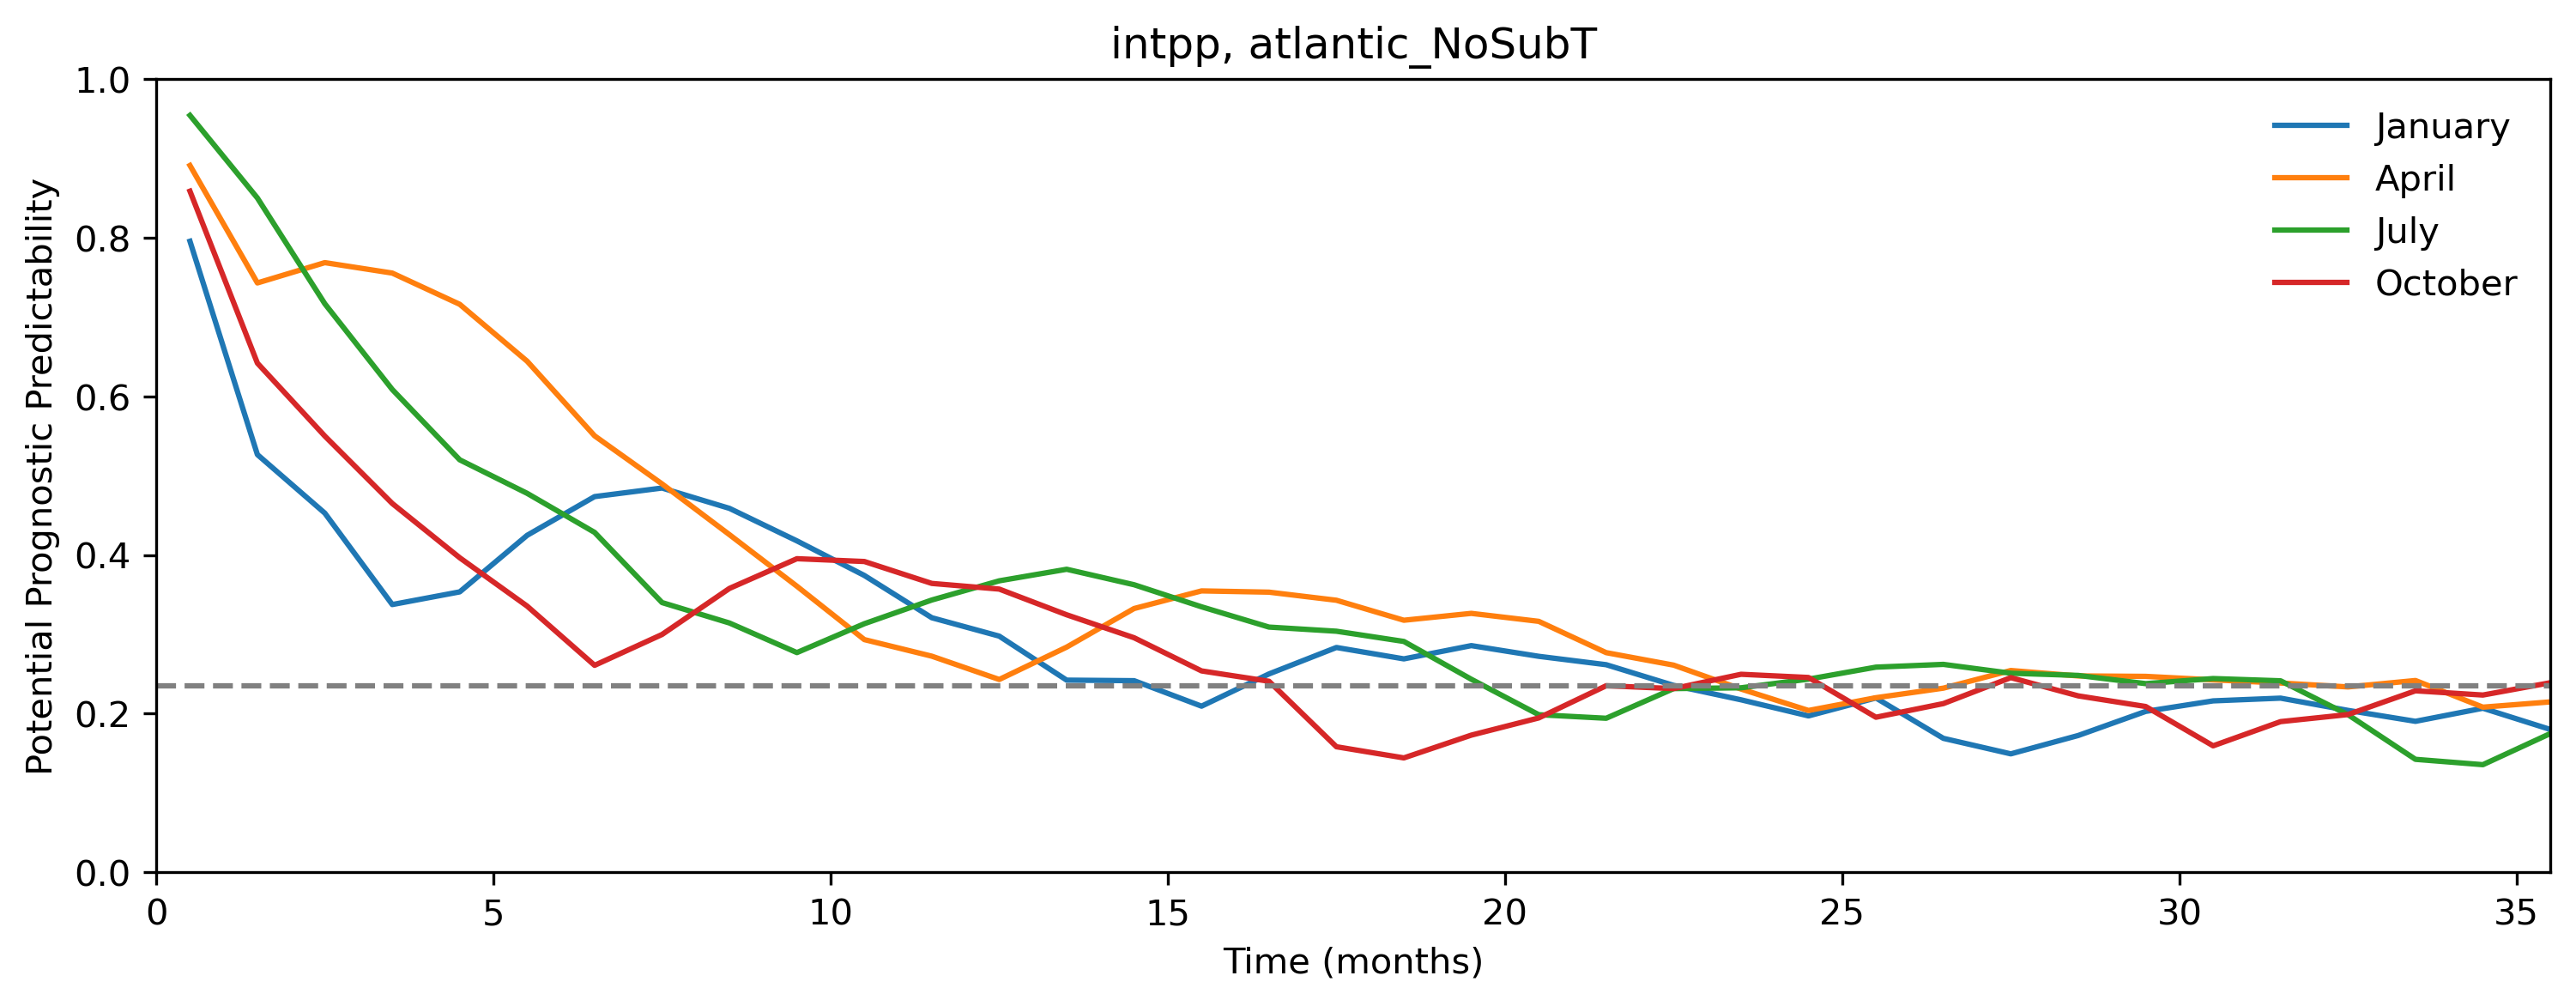 intpp, atlantic_NoSubT
Potential Prognostic Predictability
1.0
0.8
0.6
0.4
0.2
0.0
January
April
July
October
0 5 10 15 20 25 30 35
Time (months)